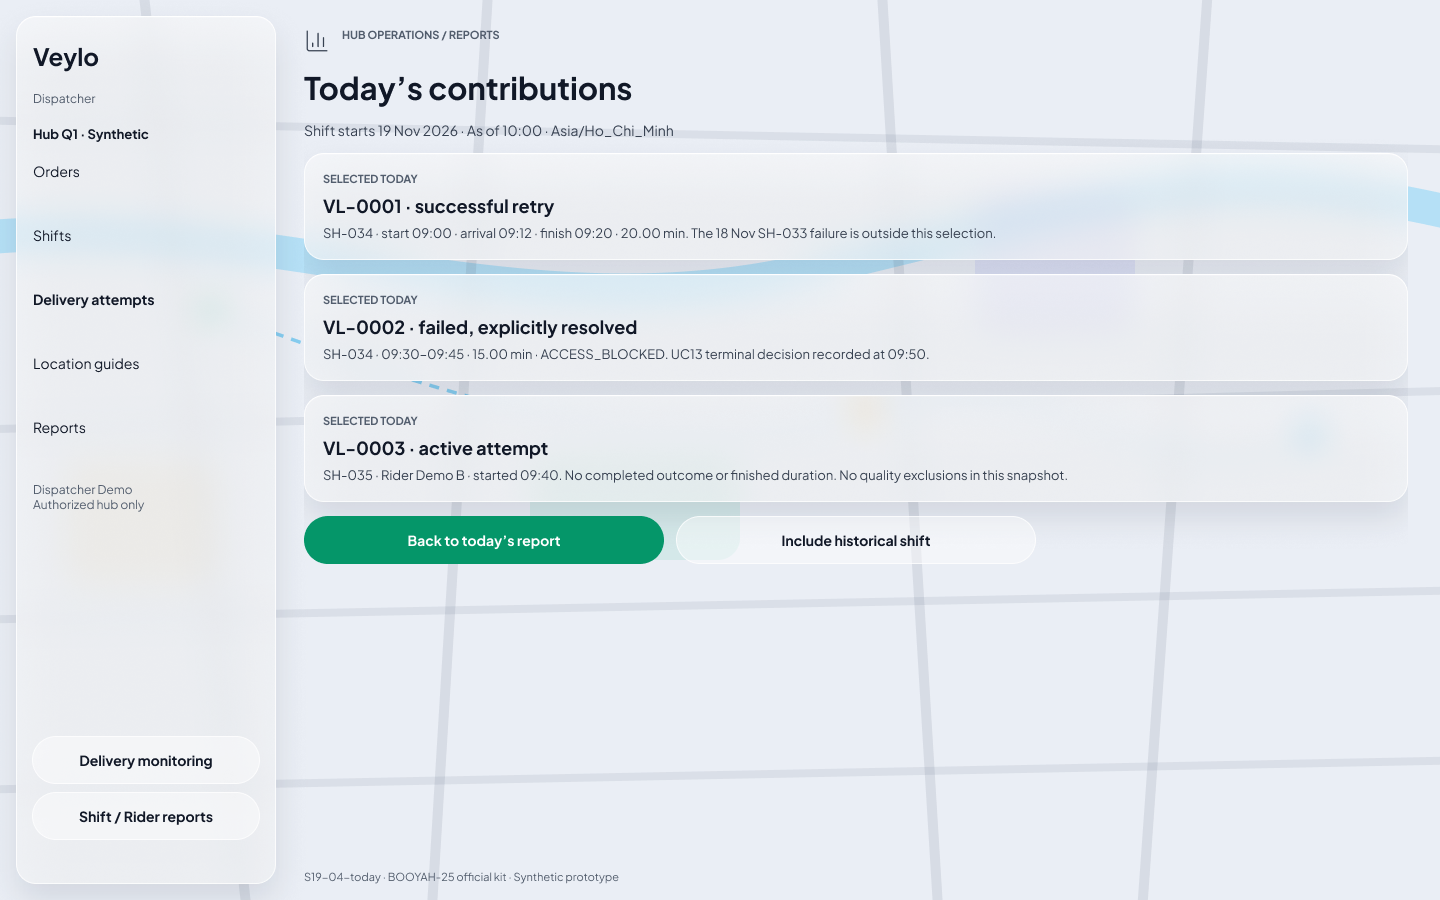 Veylo
Dispatcher
Hub Q1 · Synthetic
Orders
Shifts
Delivery attempts
Location guides
Reports
Dispatcher Demo
Authorized hub only
Delivery monitoring
Shift / Rider reports
HUB OPERATIONS / REPORTS
Today’s contributions
Shift starts 19 Nov 2026 · As of 10:00 · Asia/Ho_Chi_Minh
SELECTED TODAY
VL-0001 · successful retry
SH-034 · start 09:00 · arrival 09:12 · finish 09:20 · 20.00 min. The 18 Nov SH-033 failure is outside this selection.
SELECTED TODAY
VL-0002 · failed, explicitly resolved
SH-034 · 09:30–09:45 · 15.00 min · ACCESS_BLOCKED. UC13 terminal decision recorded at 09:50.
SELECTED TODAY
VL-0003 · active attempt
SH-035 · Rider Demo B · started 09:40. No completed outcome or finished duration. No quality exclusions in this snapshot.
Back to today’s report
Include historical shift
S19-04-today · BOOYAH-25 official kit · Synthetic prototype